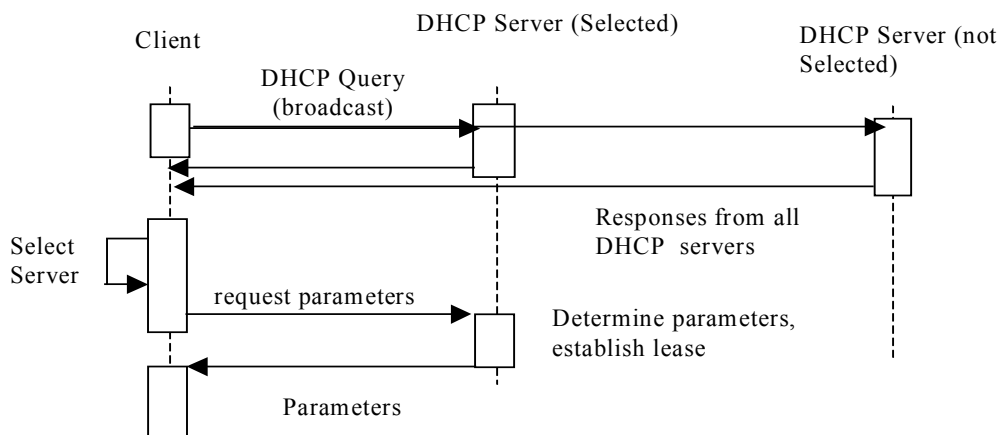 Client
DHCP Server (Selected)
DHCP Server (not
Selected)
DHCP Query
(broadcast)
Responses from all
DHCP servers
Select
Server
request parameters
Determine parameters,
establish lease
Parameters